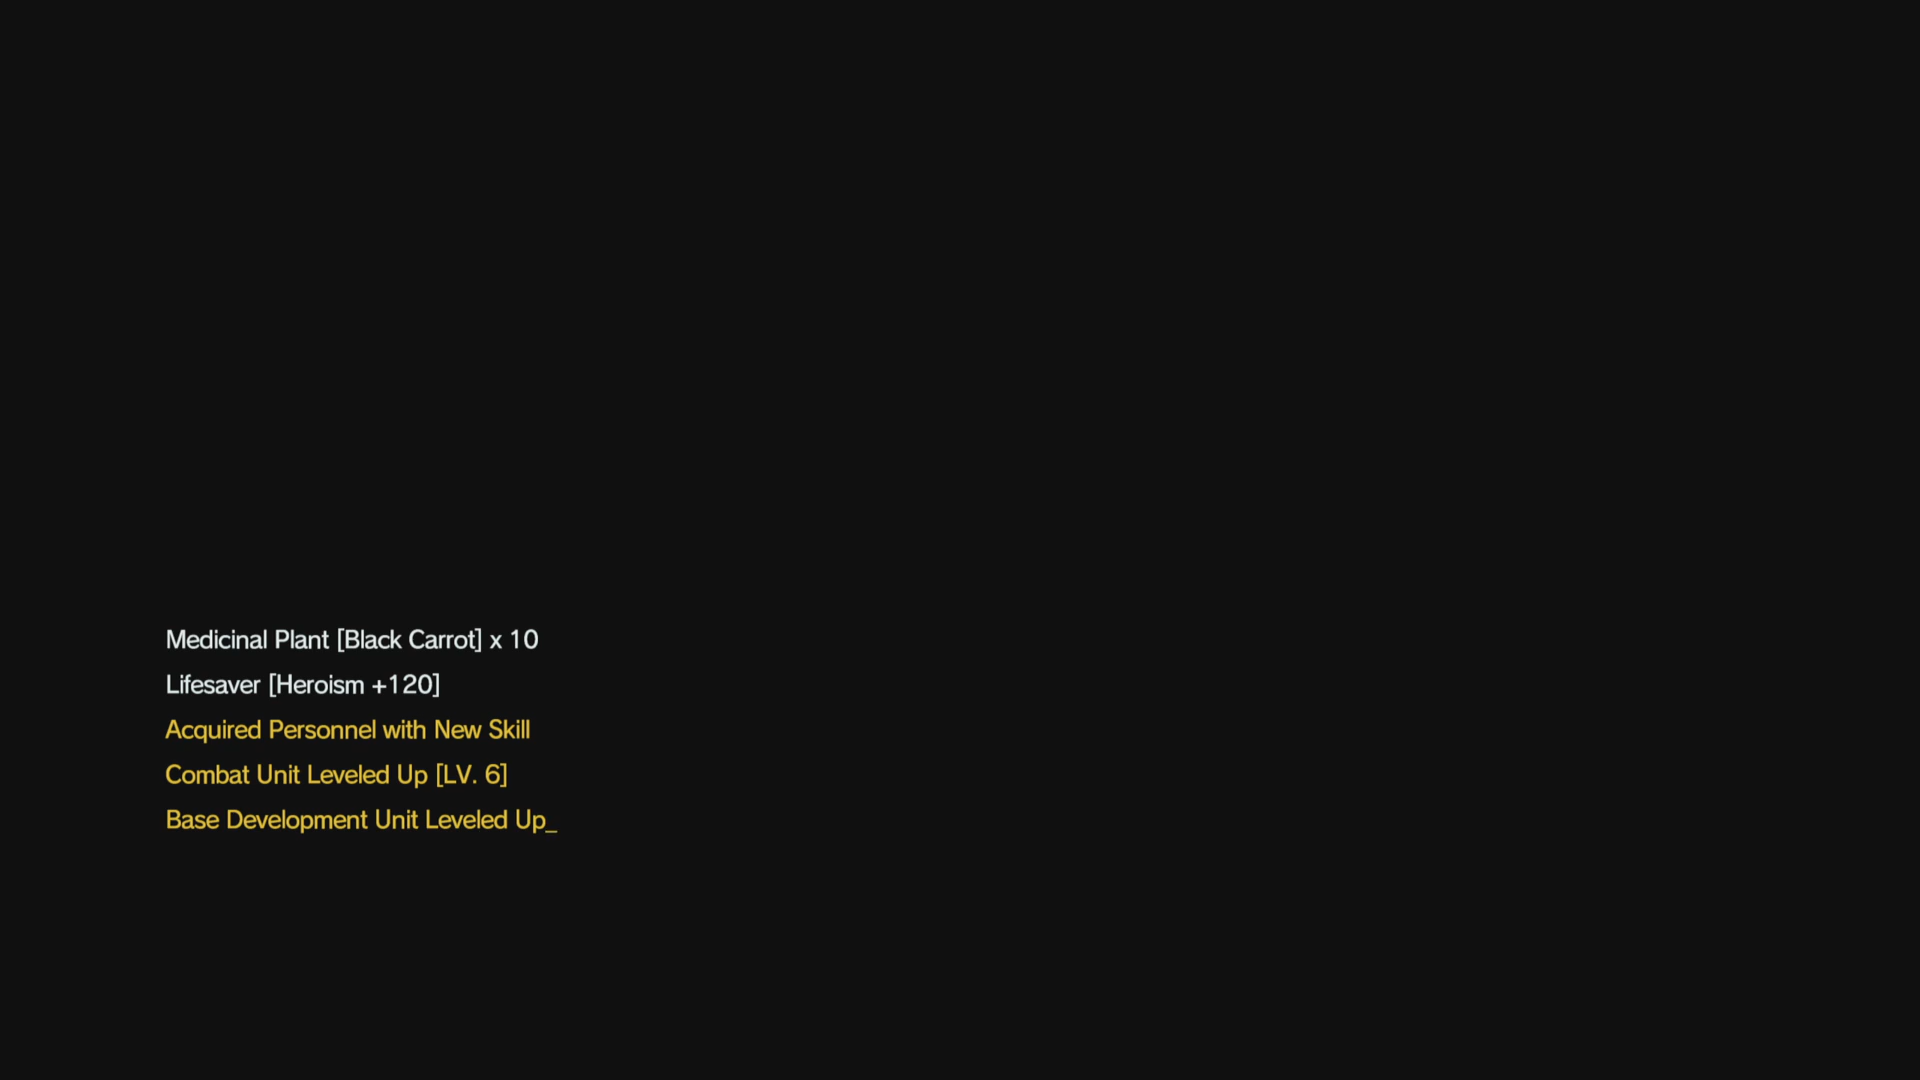 Medicinal Plant [Black Carrot] x 10
Lifesaver [Heroism +120]
Acquired Personnel with New Skill
Combat Unit Leveled Up [LV. 6]
Base Development Unit Leveled Up_